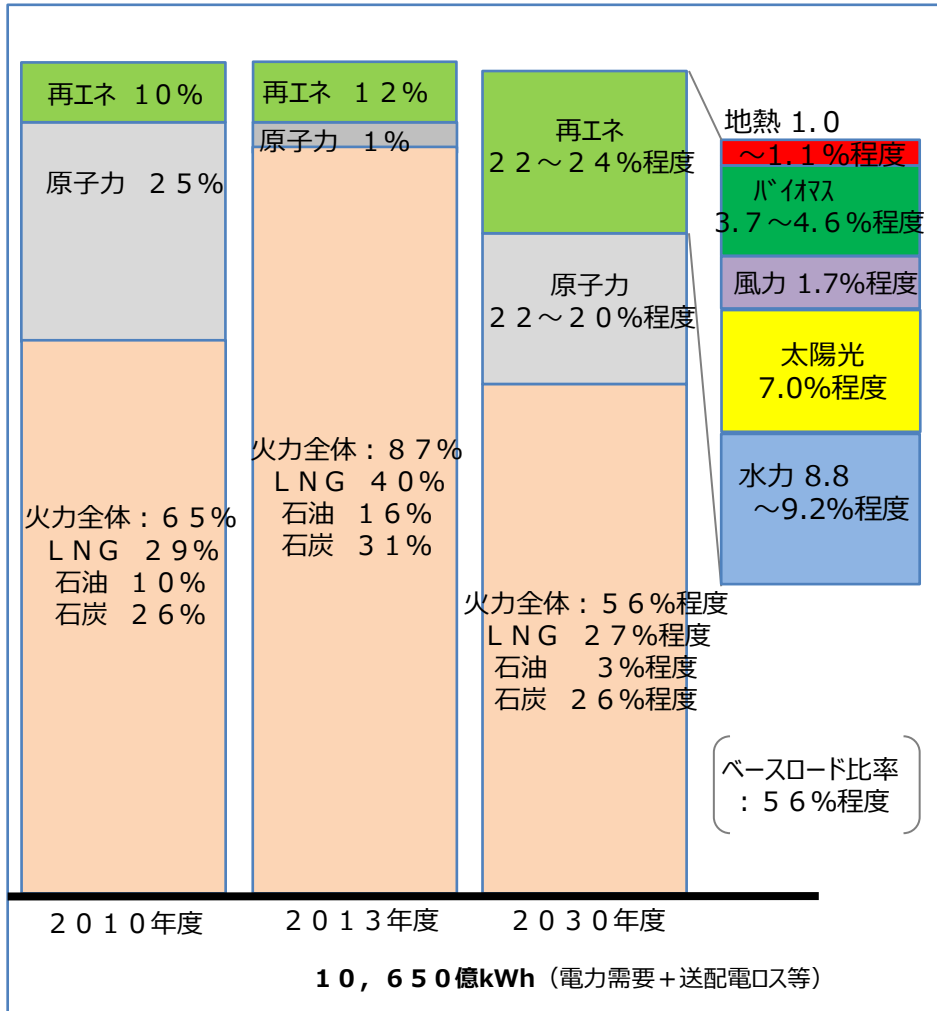 再エネ 10%
原子力 25%
火力全体：65%
LNG 29%
石油 10%
石炭 26%
再エネ 12%
原子力 1%
火力全体：87%
LNG 40%
石油 16%
石炭 31%
再エネ
22～24%程度
原子力
22～20%程度
火力全体：56%程度
LNG 27%程度
石油 3%程度
石炭 26%程度
地熱 1.0
～1.1%程度
バイオマス
3.7～4.6%程度
風力 1.7%程度
太陽光
7.0%程度
水力 8.8
～9.2%程度
ベースロード比率
：56%程度
2010年度
2013年度
2030年度
10,650億kWh（電力需要＋送配電ロス等）